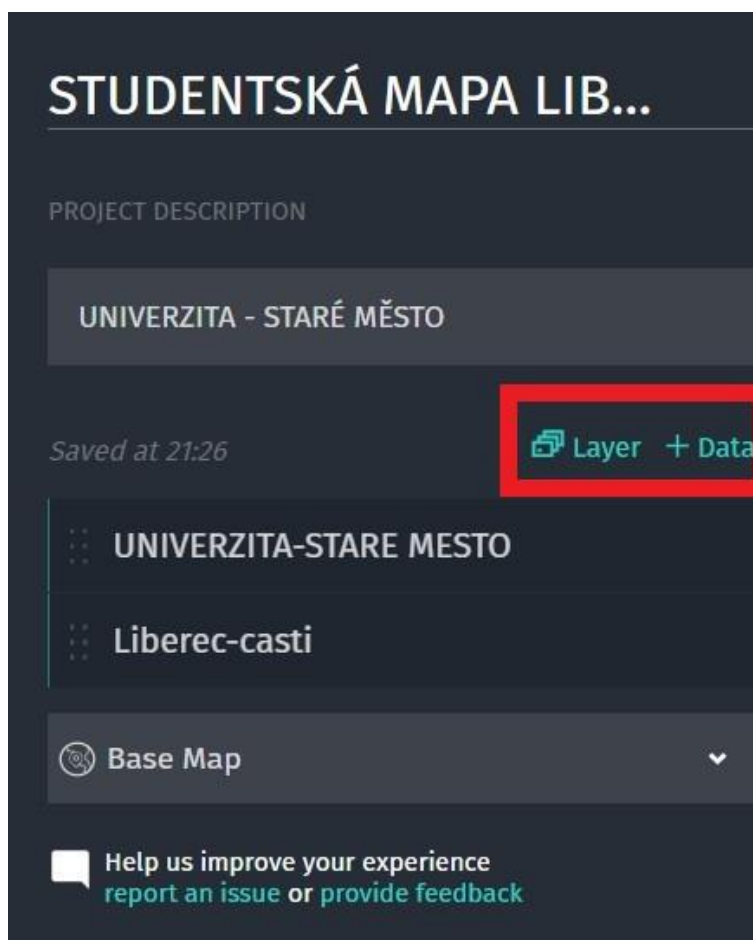 STUDENTSKÁ MAPA LIB...
PROJECT DESCRIPTION
UNIVERZITA - STARÉ MĚSTO
Saved at 21:26
Layer + Data
UNIVERZITA-STARE MESTO
Liberec-casti
Base Map
Help us improve your experience
report an issue or provide feedback